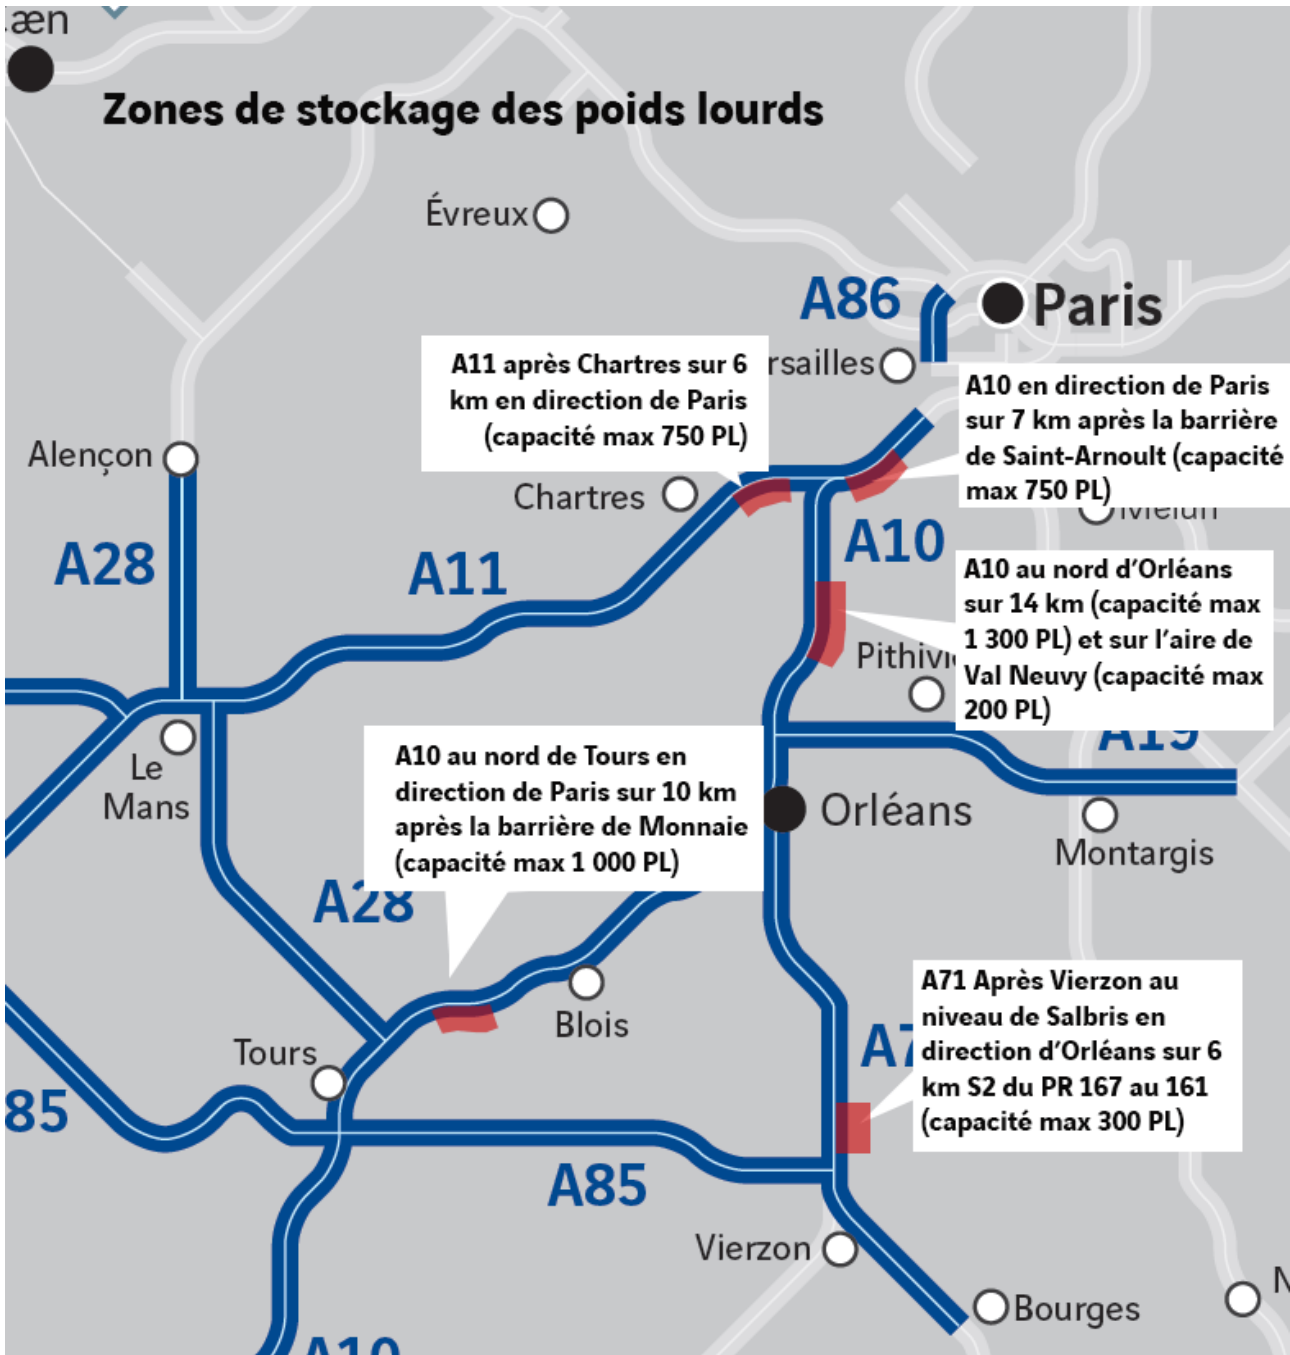 æn
Zones de stockage des poids lourds
Évreux
A86
Paris
A11 après Chartres sur 6
km en direction de Paris
(capacité max 750 PL)
rsailles
A10 en direction de Paris
sur 7 km après la barrière
de Saint-Arnoult (capacité
max 750 PL)
Alençon
Chartres
Melun
A28
A11
A10
A10 au nord d’Orléans
sur 14 km (capacité max
1 300 PL) et sur l’aire de
Val Neuvy (capacité max
200 PL)
Pithivi
A19
Le
Mans
A10 au nord de Tours en
direction de Paris sur 10 km
après la barrière de Monnaie
(capacité max 1 000 PL)
Orléans
Montargis
A28
A71 Après Vierzon au
niveau de Salbris en
direction d’Orléans sur 6
km S2 du PR 167 au 161
(capacité max 300 PL)
Blois
A7
Tours
85
A85
Vierzon
Bourges
N
A10